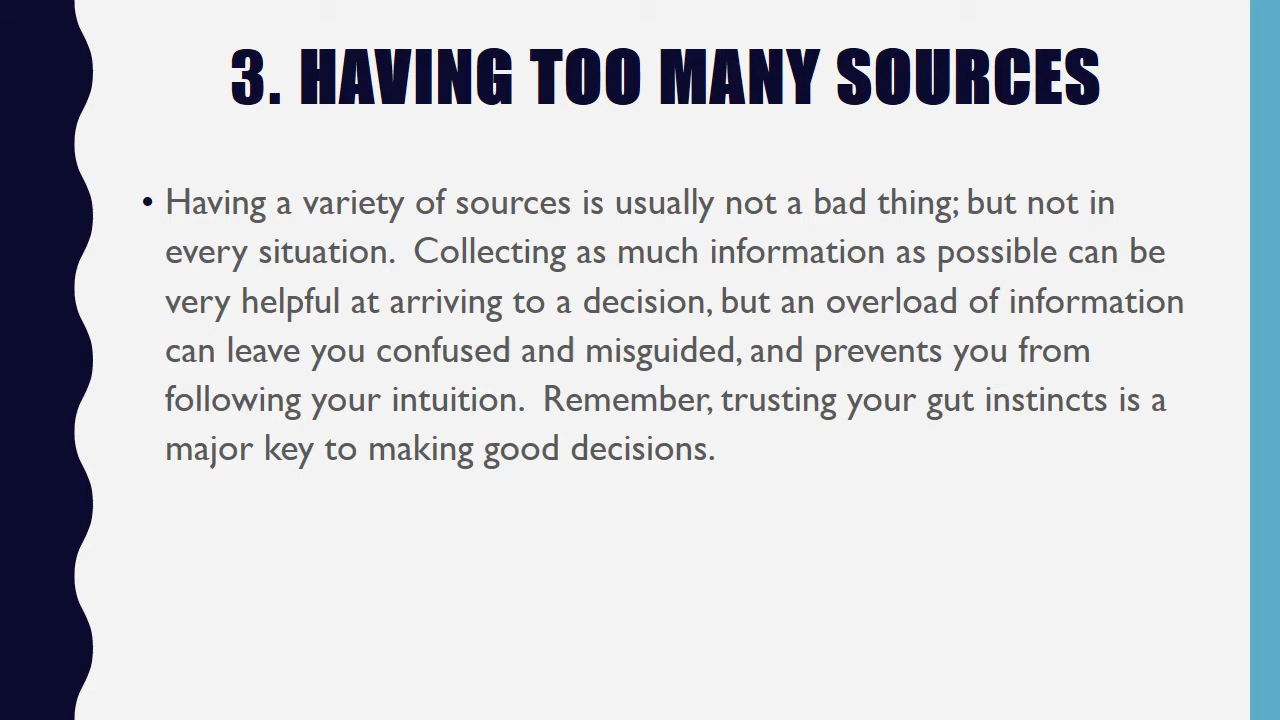 3. HAVING TOO MANY SOURCES
• Having a variety of sources is usually not a bad thing; but not in
every situation.  Collecting as much information as possible can be
very helpful at arriving to a decision, but an overload of information
can leave you confused and misguided, and prevents you from
following your intuition.  Remember, trusting your gut instincts is a
major key to making good decisions.